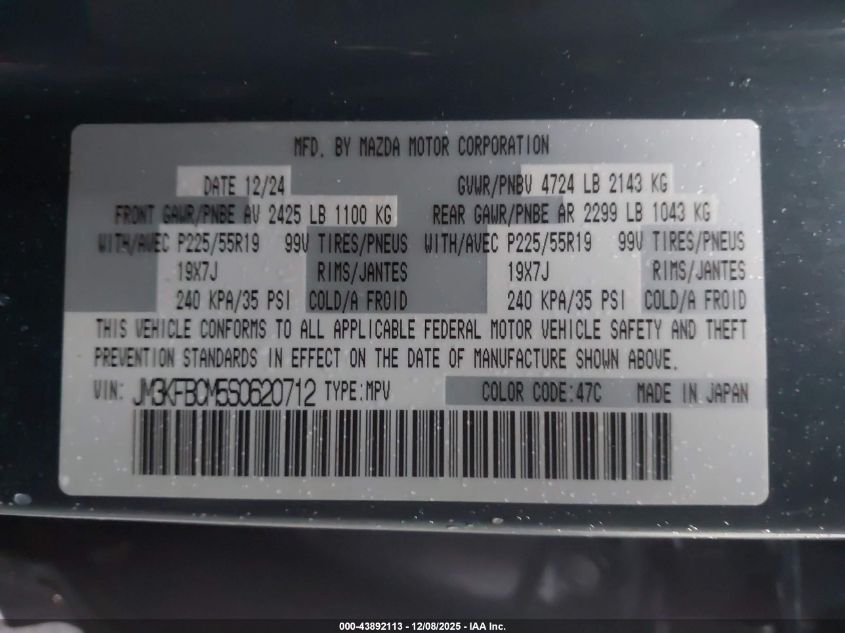 MFD. BY MAZDA MOTOR CORPORATION
DATE 12/24 GVWR/PNBV 4724 LB 2143 KG
FRONT GAWR/PNBE AV 2425 LB 1100 KG REAR GAWR/PNBE AR 2299 LB 1043 KG
WITH/AVEC P225/55R19 99V TIRES/PNEUS WITH/AVEC P225/55R19 99V TIRES/PNEUS
19X7J RIMS/JANTES 19X7J RIMS/JANTES
240 KPA/35 PSI COLD/A FROID 240 KPA/35 PSI COLD/A FROID
THIS VEHICLE CONFORMS TO ALL APPLICABLE FEDERAL MOTOR VEHICLE SAFETY AND THEFT
PREVENTION STANDARDS IN EFFECT ON THE DATE OF MANUFACTURE SHOWN ABOVE.
VIN: JM3KFBCM5S0620712 TYPE:MPV COLOR CODE:47C MADE IN JAPAN
000-43892113 - 12/08/2025 - IAA Inc.